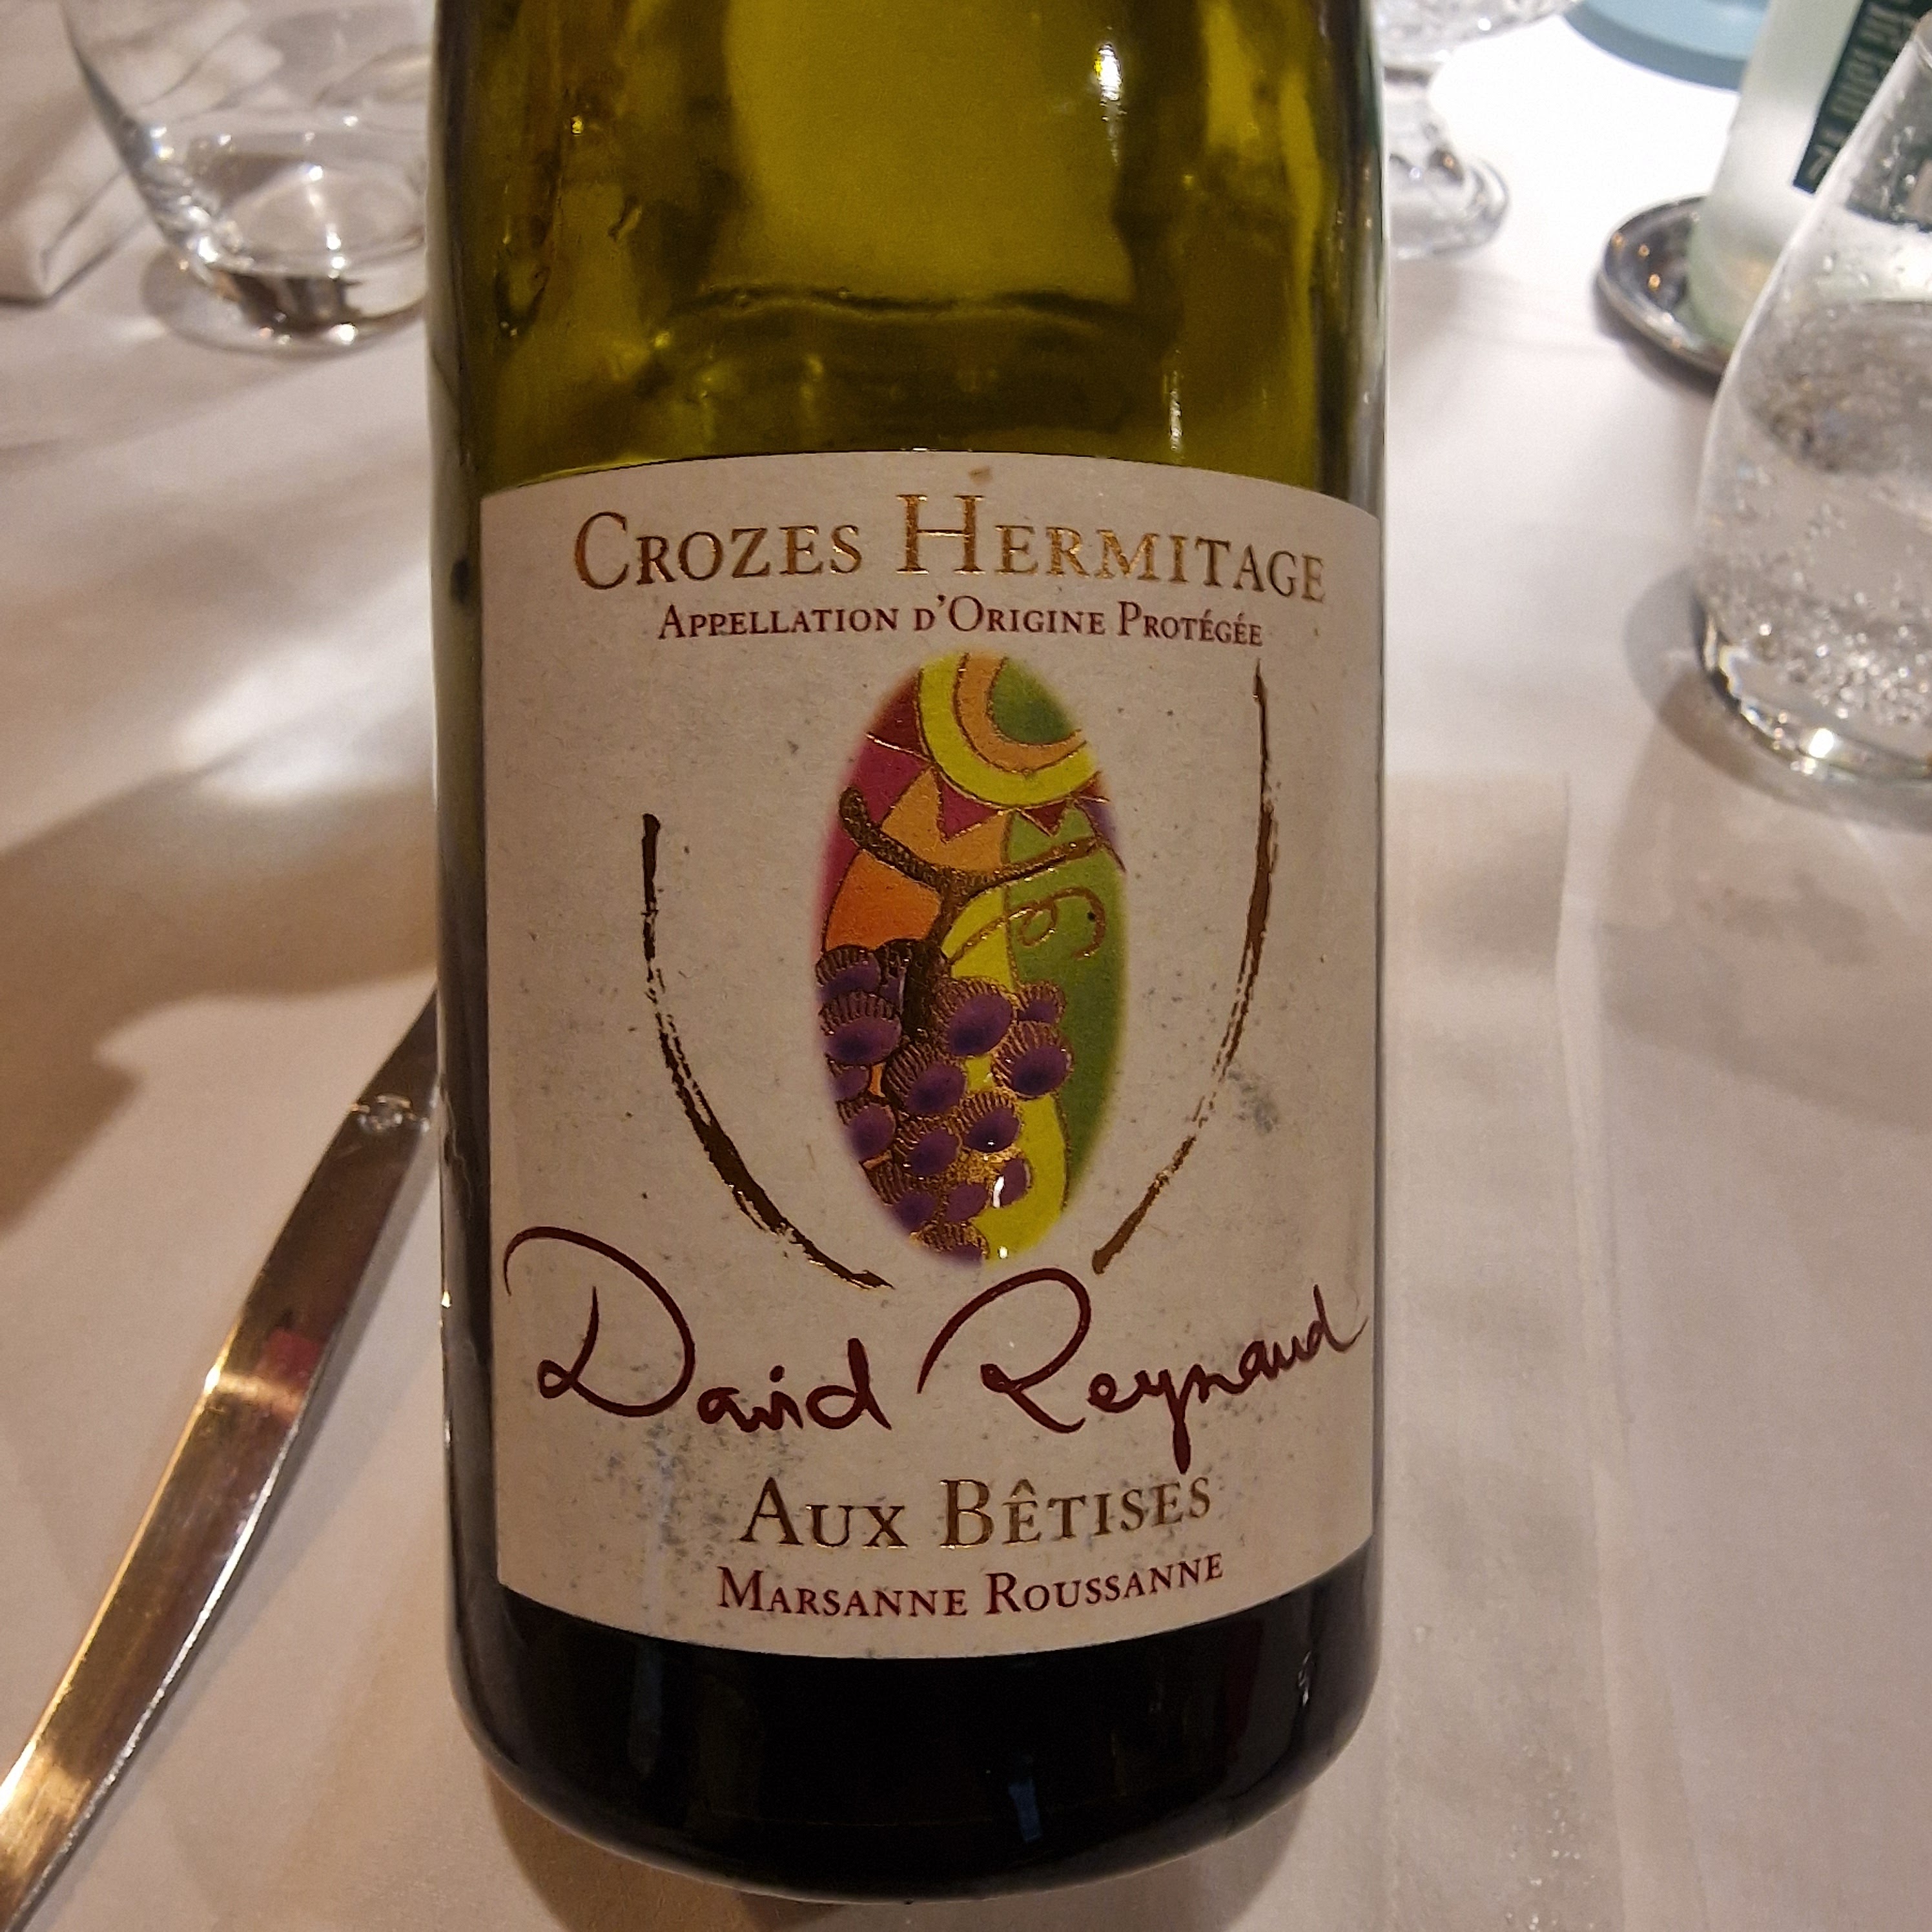 Crozes Hermitage
Appellation d'Origine Protégée
David Reynaud
Aux Bêtises
Marsanne Roussanne